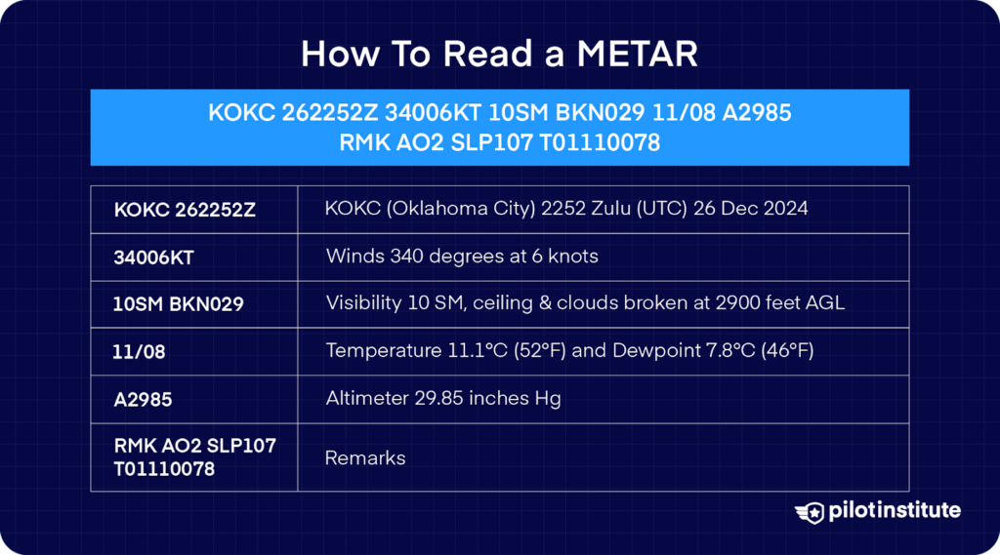 How To Read a METAR
KOKC 262252Z 34006KT 10SM BKN029 11/08 A2985
RMK AO2 SLP107 T01110078
KOKC 262252Z
KOKC (Oklahoma City) 2252 Zulu (UTC) 26 Dec 2024
34006KT
Winds 340 degrees at 6 knots
10SM BKN029
Visibility 10 SM, ceiling & clouds broken at 2900 feet AGL
11/08
Temperature 11.1°C (52°F) and Dewpoint 7.8°C (46°F)
A2985
Altimeter 29.85 inches Hg
RMK AO2 SLP107
T01110078
Remarks
pilotinstitute